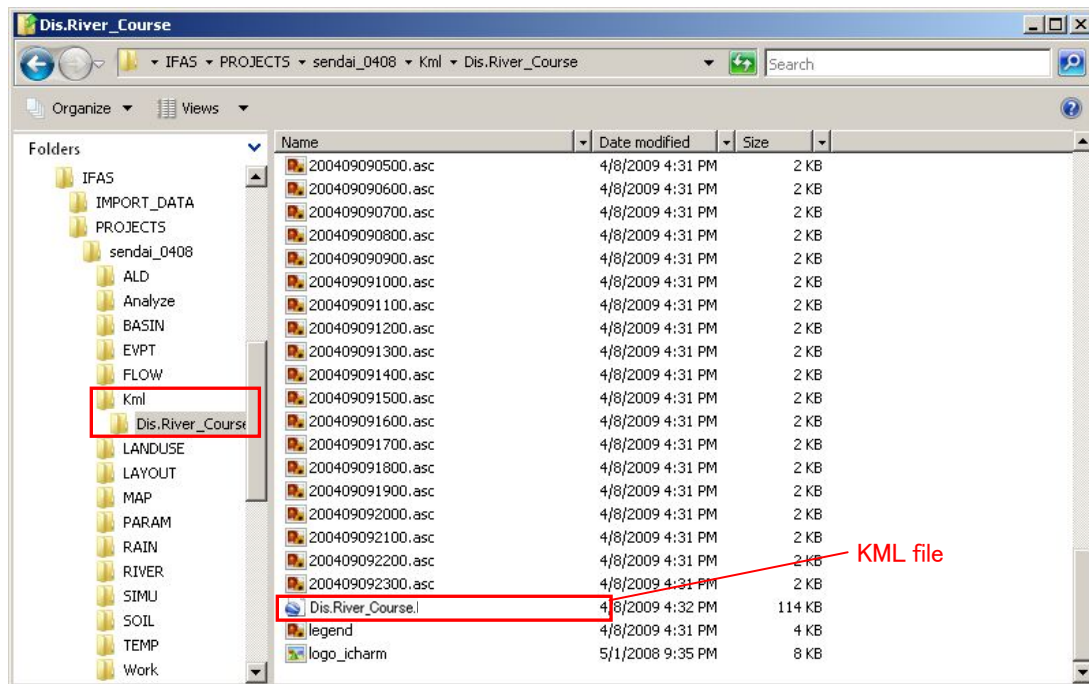 Dis.River_Course
IFAS PROJECTS sendai_0408 Kml Dis.River_Course Search
Organize Views
Folders
IFAS
IMPORT_DATA
PROJECTS
sendai_0408
ALD
Analyze
BASIN
EVPT
FLOW
Kml
Dis.River_Course
LANDUSE
LAYOUT
MAP
PARAM
RAIN
RIVER
SIMU
SOIL
TEMP
Work
Name Date modified Size
200409090500.asc 4/8/2009 4:31 PM 2 KB
200409090600.asc 4/8/2009 4:31 PM 2 KB
200409090700.asc 4/8/2009 4:31 PM 2 KB
200409090800.asc 4/8/2009 4:31 PM 2 KB
200409090900.asc 4/8/2009 4:31 PM 2 KB
200409091000.asc 4/8/2009 4:31 PM 2 KB
200409091100.asc 4/8/2009 4:31 PM 2 KB
200409091200.asc 4/8/2009 4:31 PM 2 KB
200409091300.asc 4/8/2009 4:31 PM 2 KB
200409091400.asc 4/8/2009 4:31 PM 2 KB
200409091500.asc 4/8/2009 4:31 PM 2 KB
200409091600.asc 4/8/2009 4:31 PM 2 KB
200409091700.asc 4/8/2009 4:31 PM 2 KB
200409091800.asc 4/8/2009 4:31 PM 2 KB
200409091900.asc 4/8/2009 4:31 PM 2 KB
200409092000.asc 4/8/2009 4:31 PM 2 KB
200409092100.asc 4/8/2009 4:31 PM 2 KB
200409092200.asc 4/8/2009 4:31 PM 2 KB
200409092300.asc 4/8/2009 4:31 PM 2 KB
Dis.River_Course. 4/8/2009 4:32 PM 114 KB
legend 4/8/2009 4:31 PM 4 KB
logo_icharm 5/1/2008 9:35 PM 8 KB
KML file